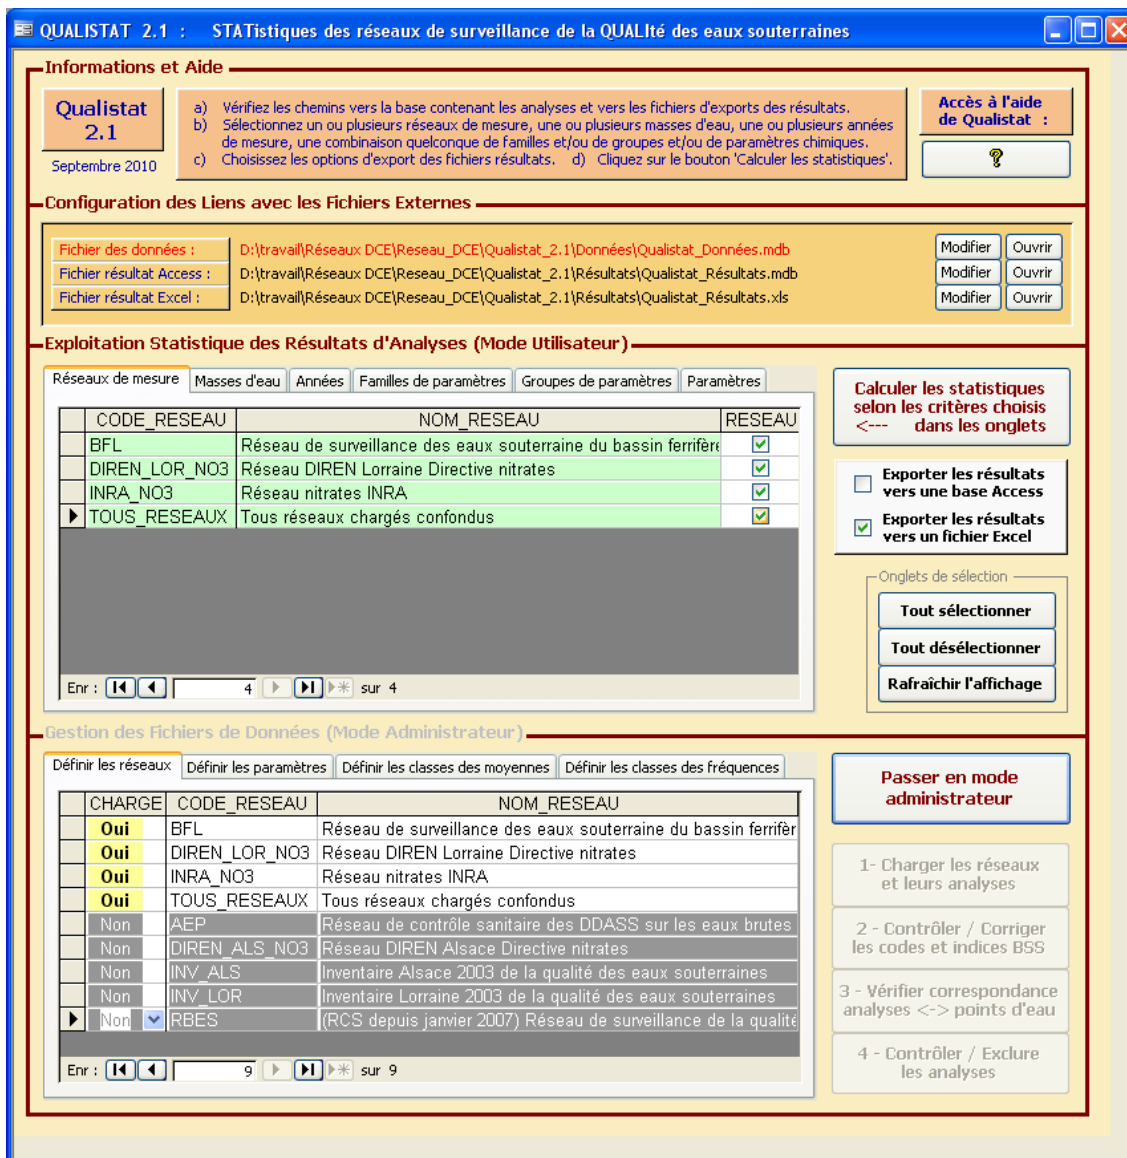 QUALISTAT 2.1 : STATistiques des réseaux de surveillance de la QUALIté des eaux souterraines
Informations et Aide
Qualistat
2.1
Septembre 2010
a) Vérifiez les chemins vers la base contenant les analyses et vers les fichiers d'exports des résultats.
b) Sélectionnez un ou plusieurs réseaux de mesure, une ou plusieurs masses d'eau, une ou plusieurs années
de mesure, une combinaison quelconque de familles et/ou de groupes et/ou de paramètres chimiques.
c) Choisissez les options d'export des fichiers résultats. d) Cliquez sur le bouton 'Calculer les statistiques'.
Accès à l'aide
de Qualistat :
?
Configuration des Liens avec les Fichiers Externes
Fichier des données : D:\travail\Réseaux DCE\Reseau_DCE\Qualistat_2.1\Données\Qualistat_Données.mdb Modifier Ouvrir
Fichier résultat Access : D:\travail\Réseaux DCE\Reseau_DCE\Qualistat_2.1\Résultats\Qualistat_Résultats.mdb Modifier Ouvrir
Fichier résultat Excel : D:\travail\Réseaux DCE\Reseau_DCE\Qualistat_2.1\Résultats\Qualistat_Résultats.xls Modifier Ouvrir
Exploitation Statistique des Résultats d'Analyses (Mode Utilisateur)
Réseaux de mesure Masses d'eau Années Familles de paramètres Groupes de paramètres Paramètres
CODE_RESEAU NOM_RESEAU RESEAU
BFL Réseau de surveillance des eaux souterraine du bassin ferrifère
DIREN_LOR_NO3 Réseau DIREN Lorraine Directive nitrates
INRA_NO3 Réseau nitrates INRA
TOUS_RESEAUX Tous réseaux chargés confondus
Enr : 4 sur 4
Calculer les statistiques
selon les critères choisis
<--- dans les onglets
Exporter les résultats
vers une base Access
Exporter les résultats
vers un fichier Excel
Onglets de sélection
Tout sélectionner
Tout désélectionner
Rafraîchir l'affichage
Gestion des Fichiers de Données (Mode Administrateur)
Définir les réseaux Définir les paramètres Définir les classes des moyennes Définir les classes des fréquences
CHARGE CODE_RESEAU NOM_RESEAU
Oui BFL Réseau de surveillance des eaux souterraine du bassin ferrifèr
Oui DIREN_LOR_NO3 Réseau DIREN Lorraine Directive nitrates
Oui INRA_NO3 Réseau nitrates INRA
Oui TOUS_RESEAUX Tous réseaux chargés confondus
Non AEP Réseau de contrôle sanitaire des DDASS sur les eaux brutes
Non DIREN_ALS_NO3 Réseau DIREN Alsace Directive nitrates
Non INV_ALS Inventaire Alsace 2003 de la qualité des eaux souterraines
Non INV_LOR Inventaire Lorraine 2003 de la qualité des eaux souterraines
Non RBES (RCS depuis janvier 2007) Réseau de surveillance de la qualité
Enr : 9 sur 9
Passer en mode
administrateur
1- Charger les réseaux
et leurs analyses
2 - Contrôler / Corriger
les codes et indices BSS
3 - Vérifier correspondance
analyses <-> points d'eau
4 - Contrôler / Exclure
les analyses